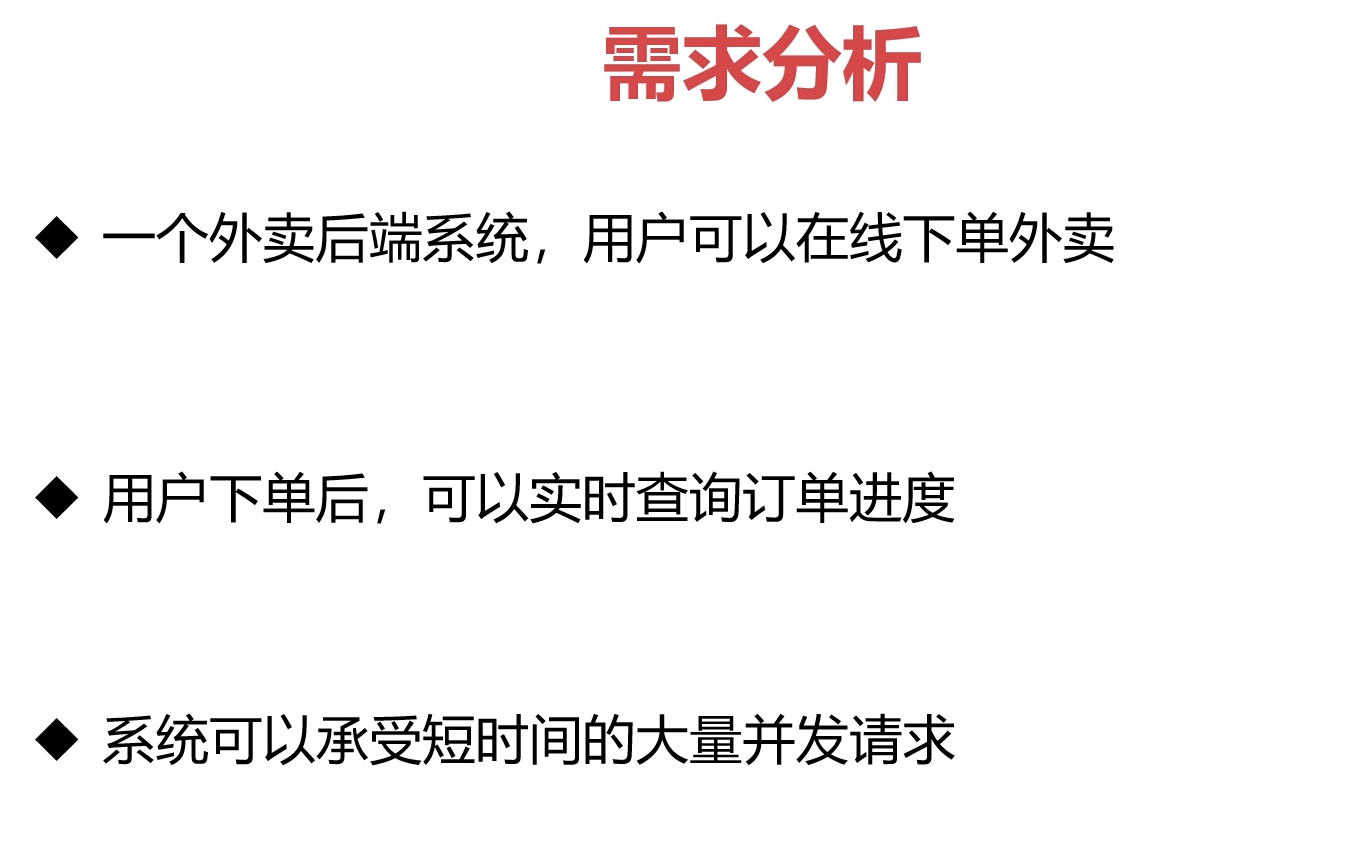 需求分析
◆ 一个外卖后端系统，用户可以在线下单外卖
◆ 用户下单后，可以实时查询订单进度
◆ 系统可以承受短时间的大量并发请求